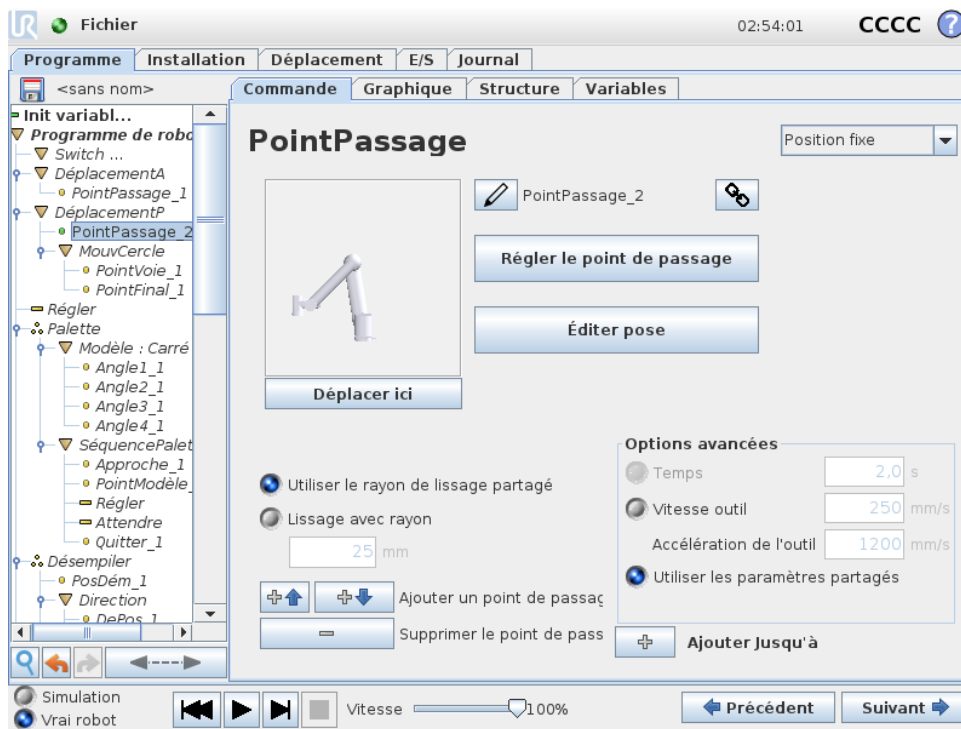 UR Fichier 02:54:01 CCCC ?
Programme Installation Déplacement E/S Journal
<sans nom> Commande Graphique Structure Variables
Init variabl...
Programme de robo
Switch ...
DéplacementA
PointPassage_1
DéplacementP
PointPassage_2
MouvCercle
PointVoie_1
PointFinal_1
Régler
Palette
Modèle : Carré
Angle1_1
Angle2_1
Angle3_1
Angle4_1
SéquencePalet
Approche_1
PointModèle_
Régler
Attendre
Quitter_1
Désempiler
PosDém_1
Direction
DePos_1
PointPassage
Position fixe
PointPassage_2
Régler le point de passage
Éditer pose
Déplacer ici
Utiliser le rayon de lissage partagé
Lissage avec rayon
25 mm
Ajouter un point de passag
Supprimer le point de pass
Options avancées
Temps 2,0 s
Vitesse outil 250 mm/s
Accélération de l'outil 1200 mm/s
Utiliser les paramètres partagés
Ajouter Jusqu'à
Simulation
Vrai robot
Vitesse 100%
Précédent Suivant